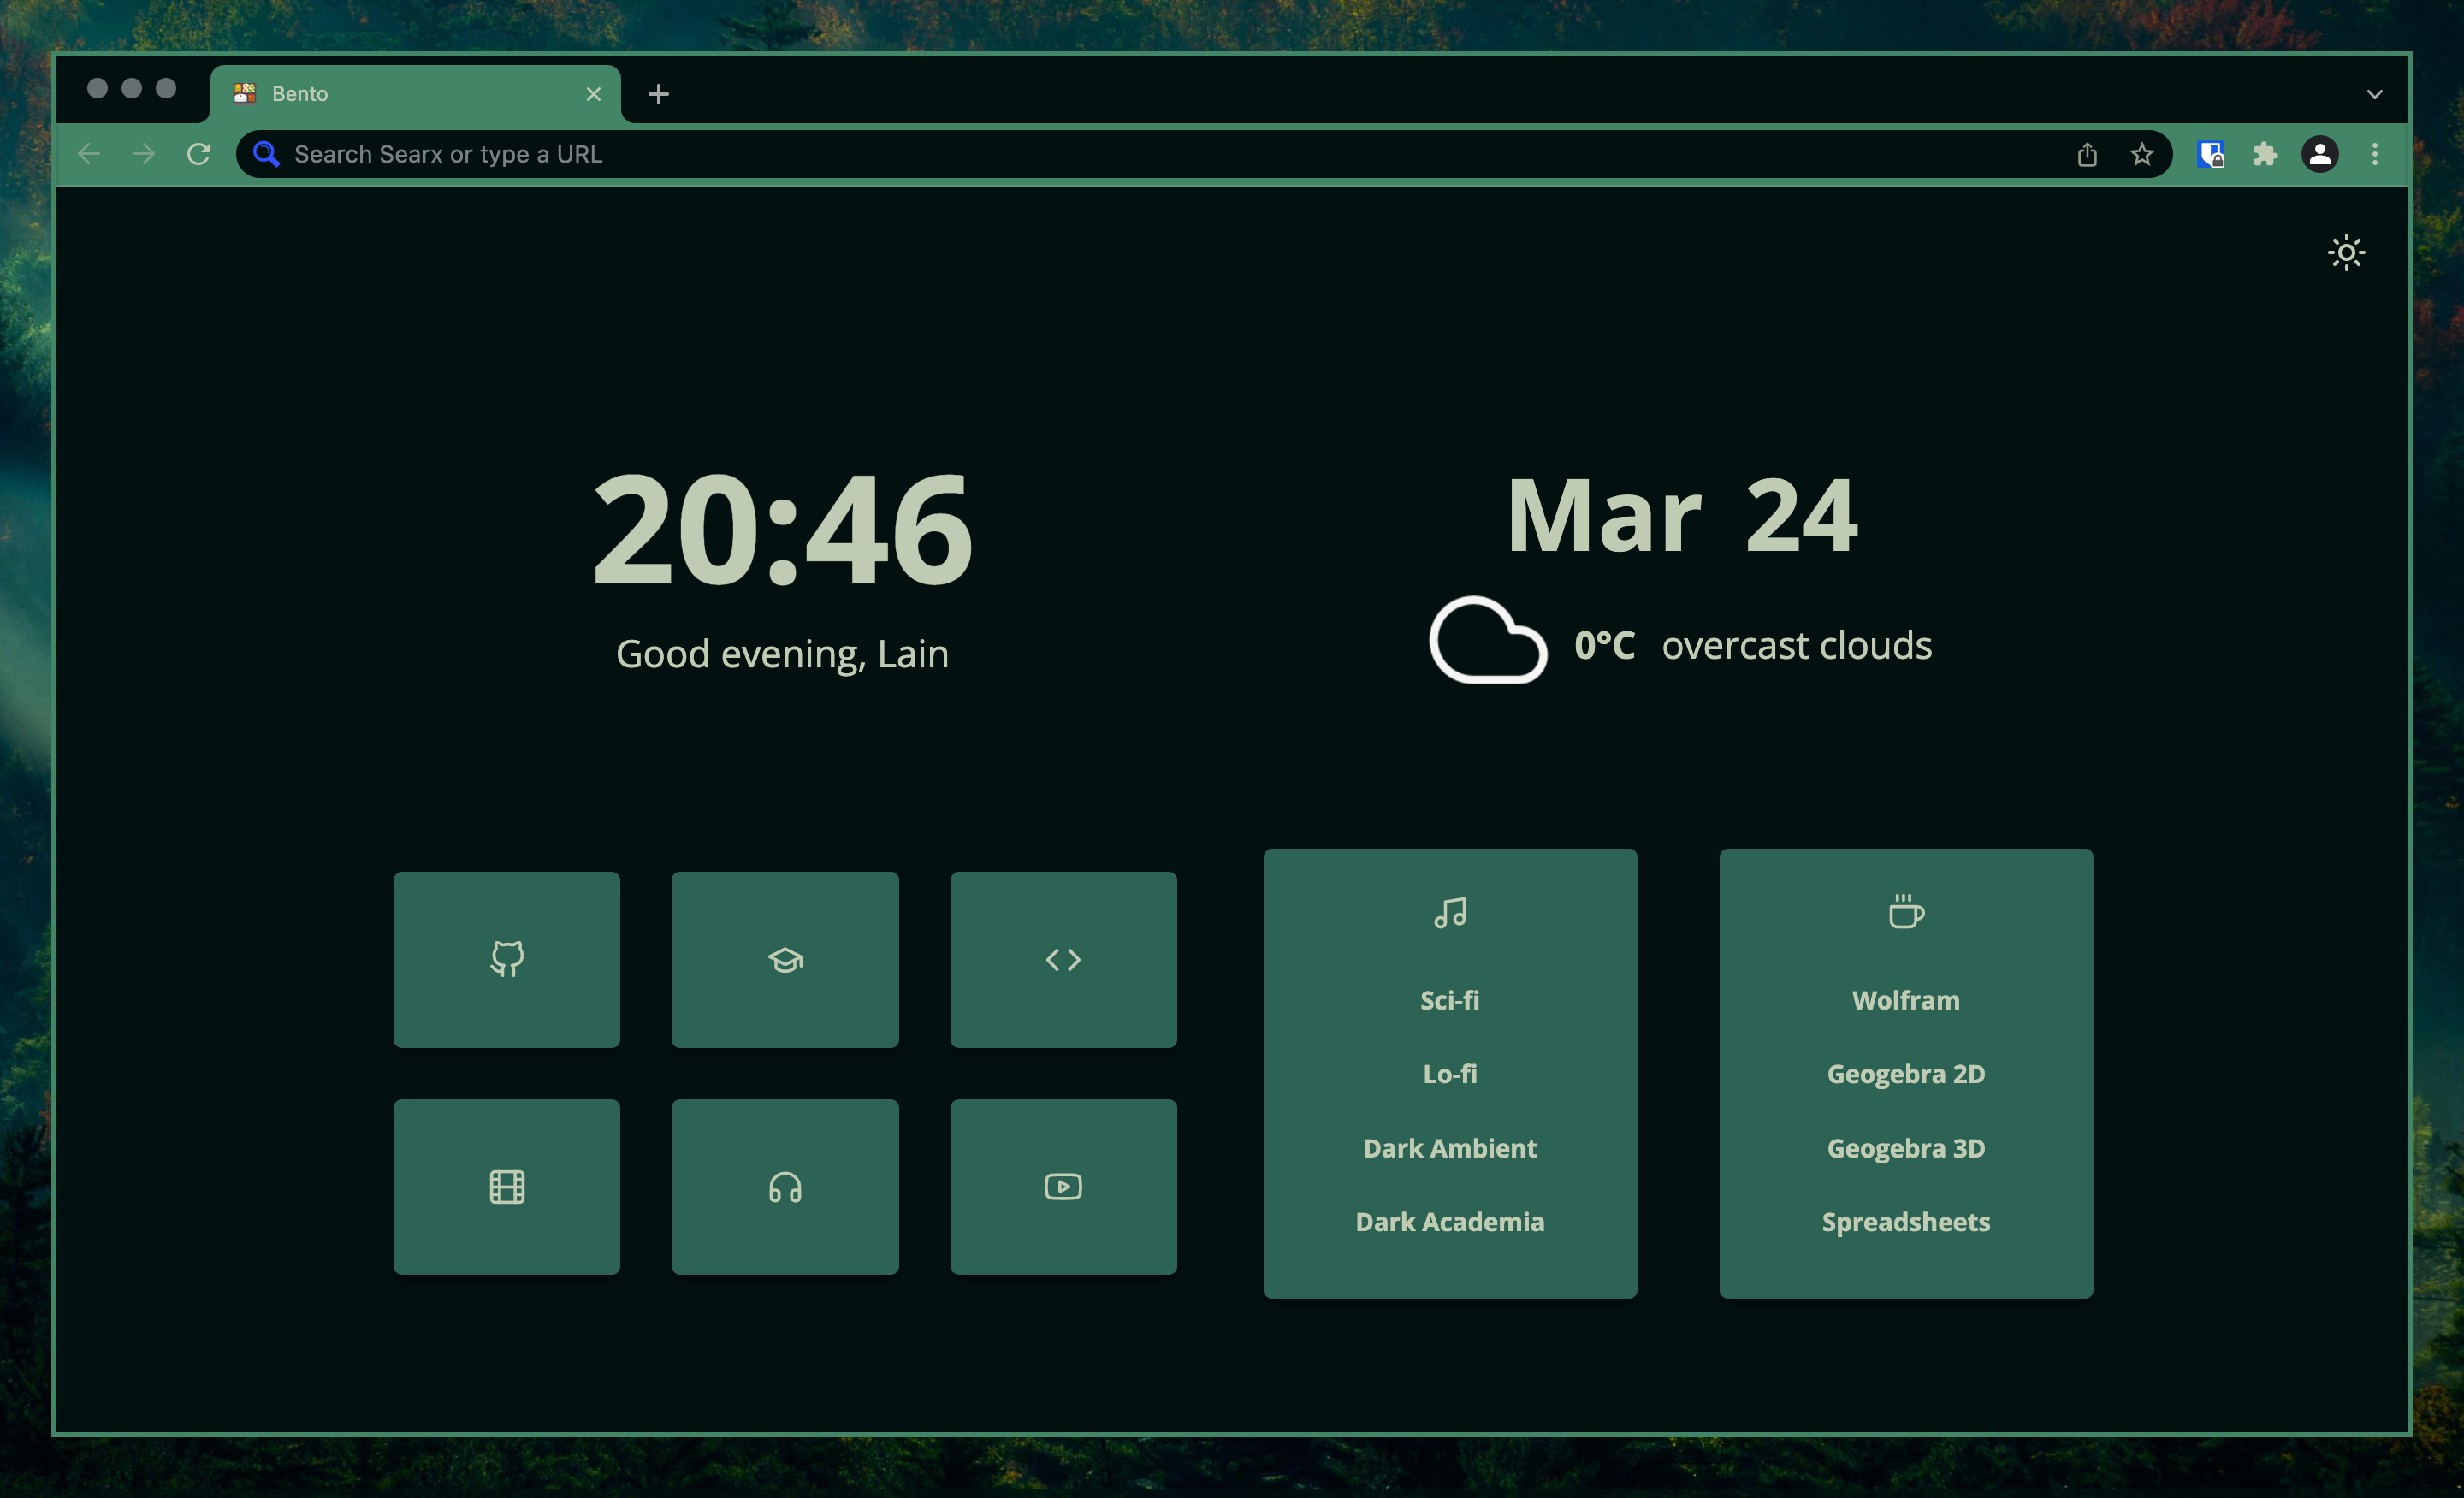 Bento
Search Searx or type a URL
20:46
Good evening, Lain
Mar 24
0°C overcast clouds
Sci-fi
Lo-fi
Dark Ambient
Dark Academia
Wolfram
Geogebra 2D
Geogebra 3D
Spreadsheets